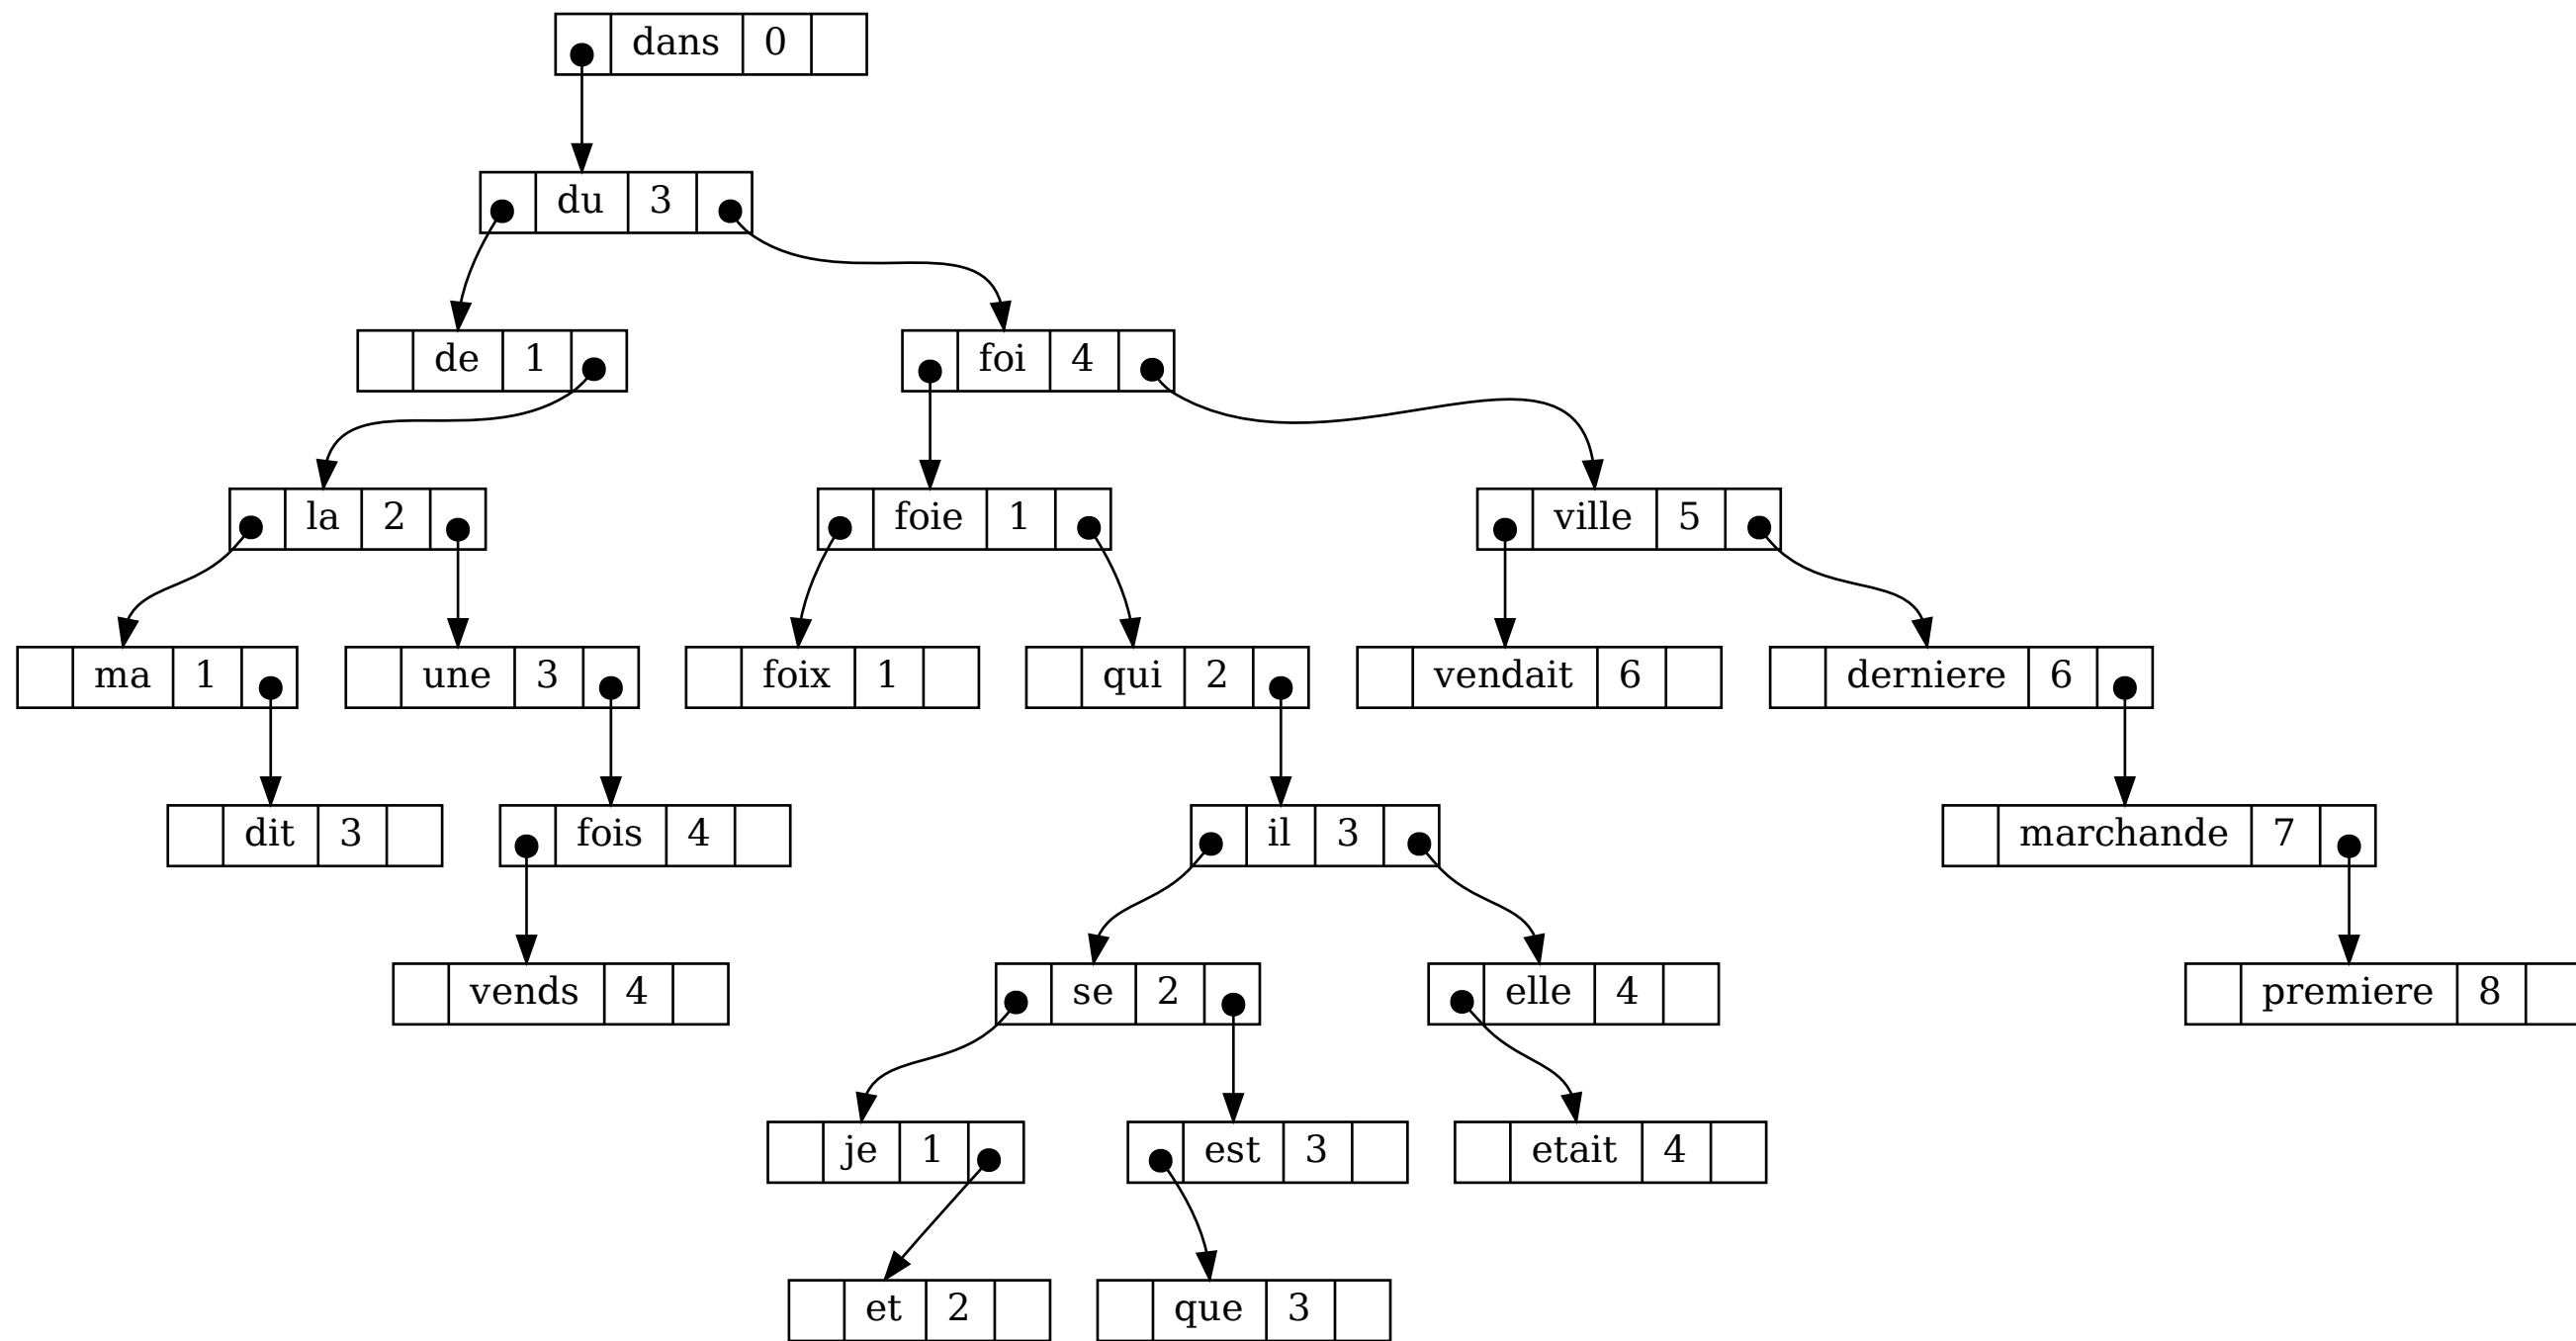 dans 0
du 3
de 1 foi 4
la 2 foie 1 ville 5
ma 1 une 3 foix 1 qui 2 vendait 6 derniere 6
dit 3 fois 4 il 3 marchande 7
vends 4 se 2 elle 4 premiere 8
je 1 est 3 etait 4
et 2 que 3